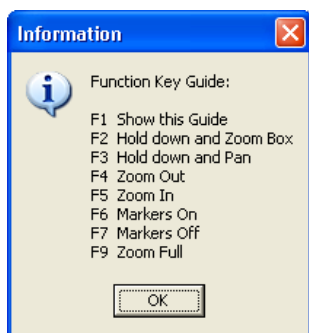 Information
Function Key Guide:
F1 Show this Guide
F2 Hold down and Zoom Box
F3 Hold down and Pan
F4 Zoom Out
F5 Zoom In
F6 Markers On
F7 Markers Off
F9 Zoom Full
OK